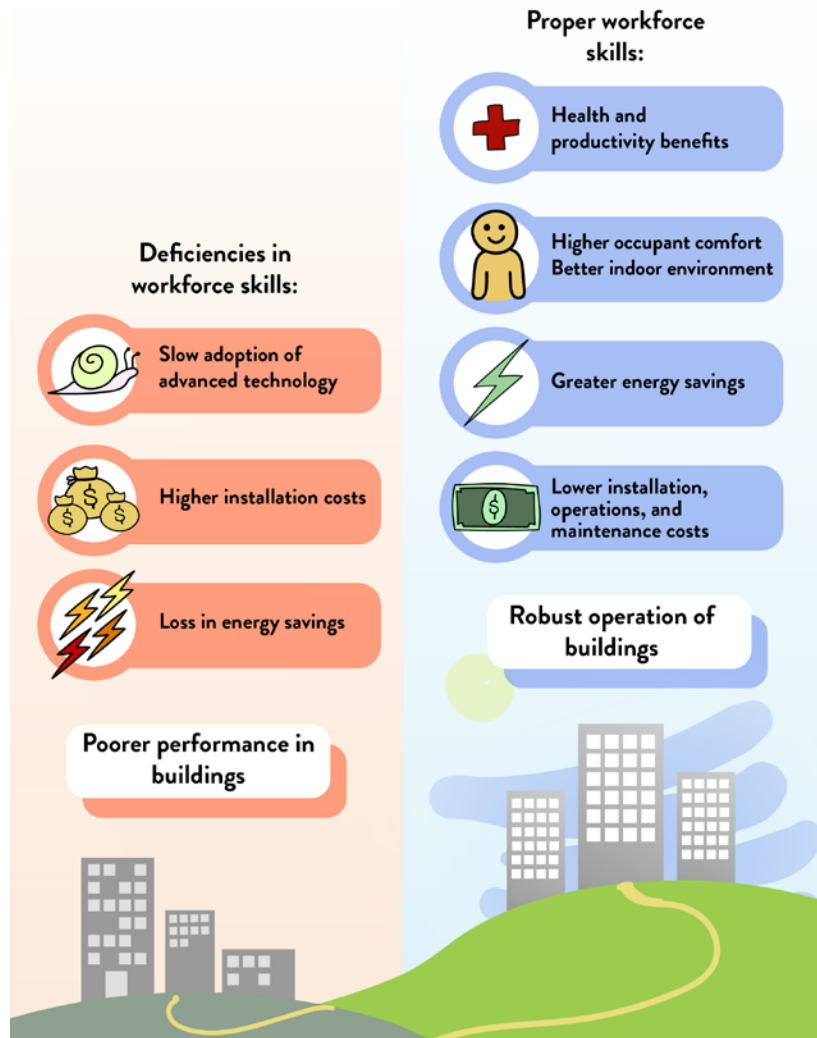 Deficiencies in
workforce skills:
Slow adoption of
advanced technology
$
$
$
Higher installation costs
Loss in energy savings
Poorer performance in
buildings
Proper workforce
skills:
Health and
productivity benefits
Higher occupant comfort
Better indoor environment
Greater energy savings
$
Lower installation,
operations, and
maintenance costs
Robust operation of
buildings